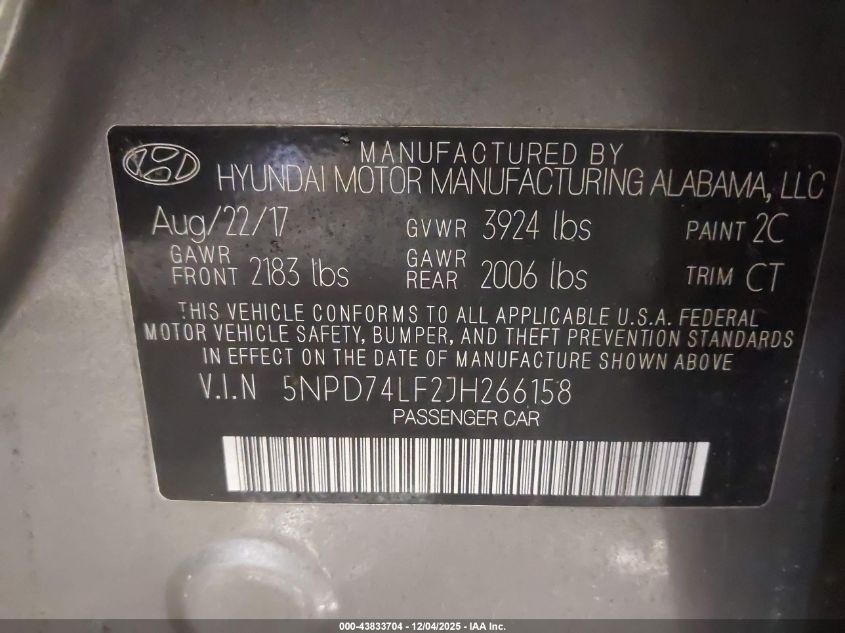 MANUFACTURED BY
HYUNDAI MOTOR MANUFACTURING ALABAMA, LLC
Aug/22/17 GVWR 3924 lbs PAINT 2C
GAWR FRONT 2183 lbs GAWR REAR 2006 lbs TRIM CT
THIS VEHICLE CONFORMS TO ALL APPLICABLE U.S.A. FEDERAL
MOTOR VEHICLE SAFETY, BUMPER, AND THEFT PREVENTION STANDARDS
IN EFFECT ON THE DATE OF MANUFACTURE SHOWN ABOVE
V.I.N 5NPD74LF2JH266158
PASSENGER CAR
000-43833704 - 12/04/2025 - IAA Inc.